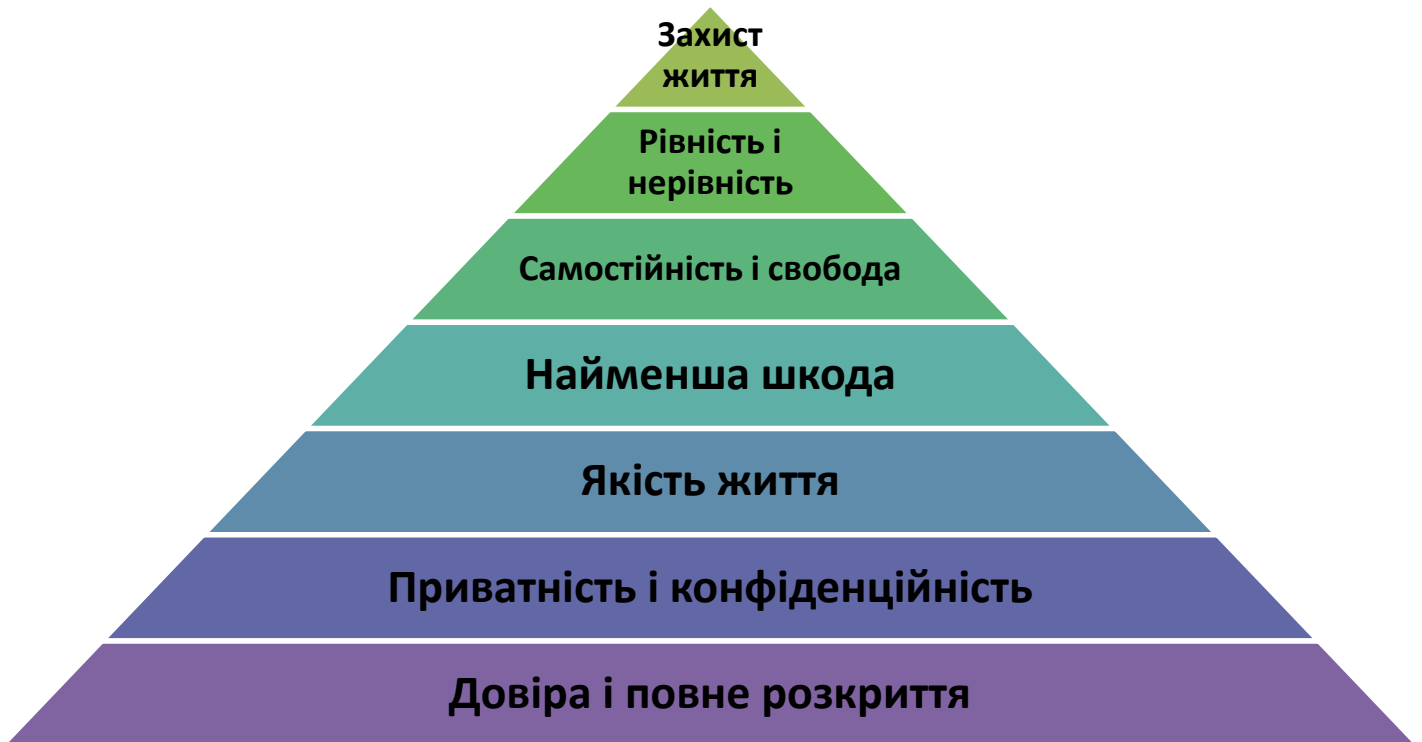 Захист
життя
Рівність і
нерівність
Самостійність і свобода
Найменша шкода
Якість життя
Приватність і конфіденційність
Довіра і повне розкриття